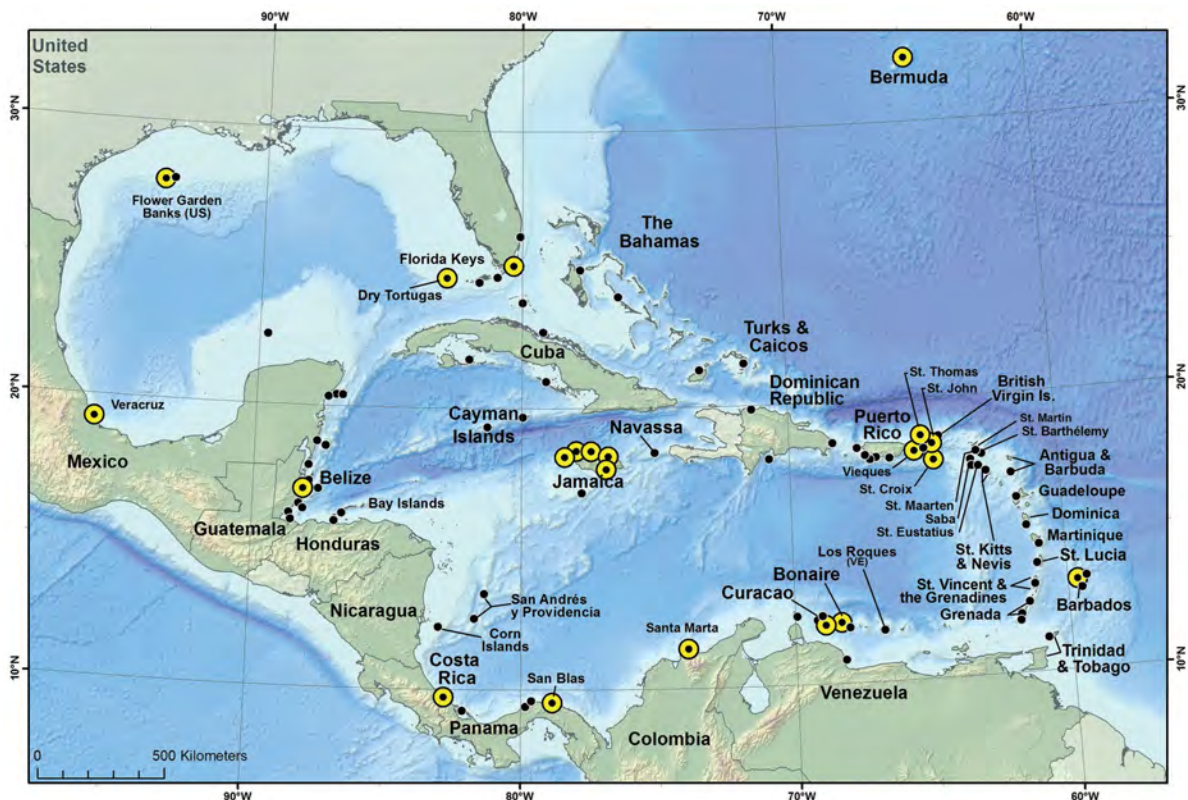 90°W
80°W
70°W
60°W
United
States
Bermuda
30°N
30°N
Flower Garden
Banks (US)
The
Bahamas
Florida Keys
Dry Tortugas
Turks &
Caicos
Cuba
20°N
20°N
St. Thomas
St. John
British
Virgin Is.
Dominican
Republic
Veracruz
Cayman
Islands
Navassa
Puerto
Rico
St. Martin
St. Barthélemy
Mexico
Belize
Jamaica
Vieques
St. Croix
Antigua &
Barbuda
Bay Islands
St. Maarten
Saba
St. Eustatius
Guadeloupe
Guatemala
Dominica
Honduras
Martinique
Los Roques
(VE)
St. Kitts
& Nevis
St. Lucia
Bonaire
Curacao
St. Vincent &
the Grenadines
Nicaragua
San Andrés
y Providencia
Grenada
Barbados
Corn
Islands
Santa Marta
10°N
10°N
Trinidad
& Tobago
Costa
Rica
San Blas
Venezuela
Panama
Colombia
0
500 Kilometers
90°W
80°W
70°W
60°W